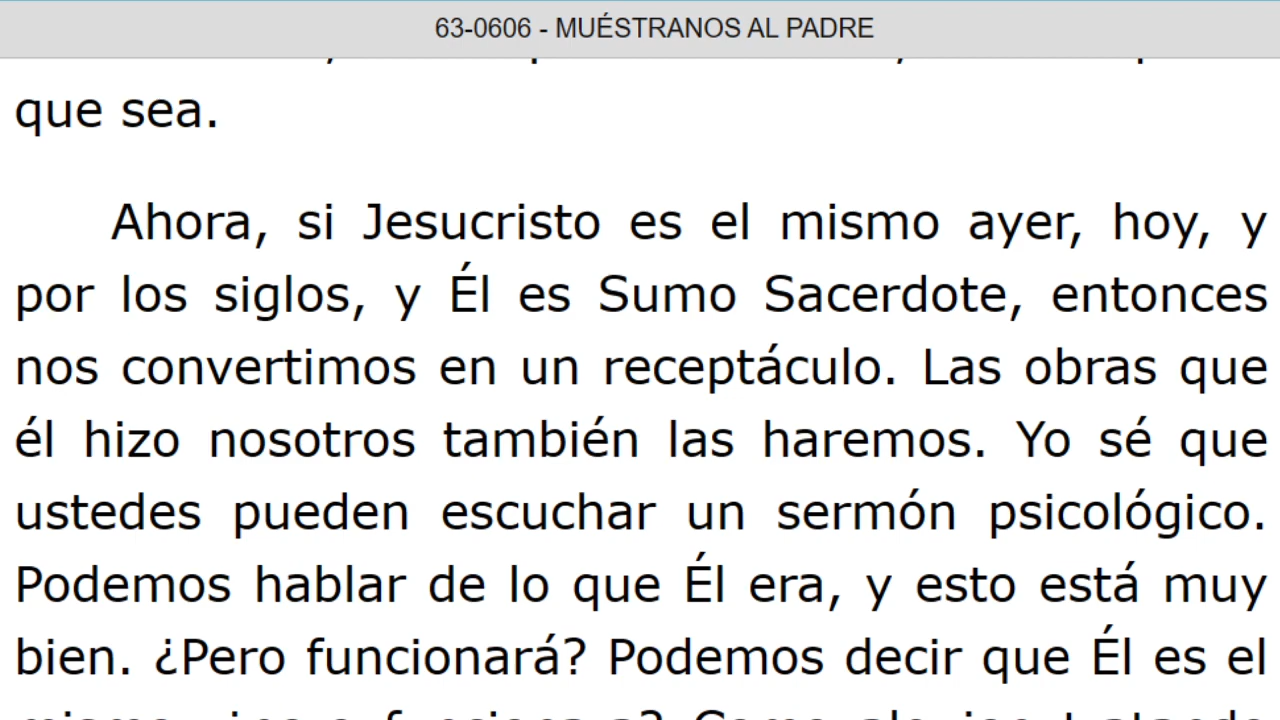 63-0606 - MUÉSTRANOS AL PADRE
que sea.
Ahora, si Jesucristo es el mismo ayer, hoy, y
por los siglos, y Él es Sumo Sacerdote, entonces
nos convertimos en un receptáculo. Las obras que
él hizo nosotros también las haremos. Yo sé que
ustedes pueden escuchar un sermón psicológico.
Podemos hablar de lo que Él era, y esto está muy
bien. ¿Pero funcionará? Podemos decir que Él es el